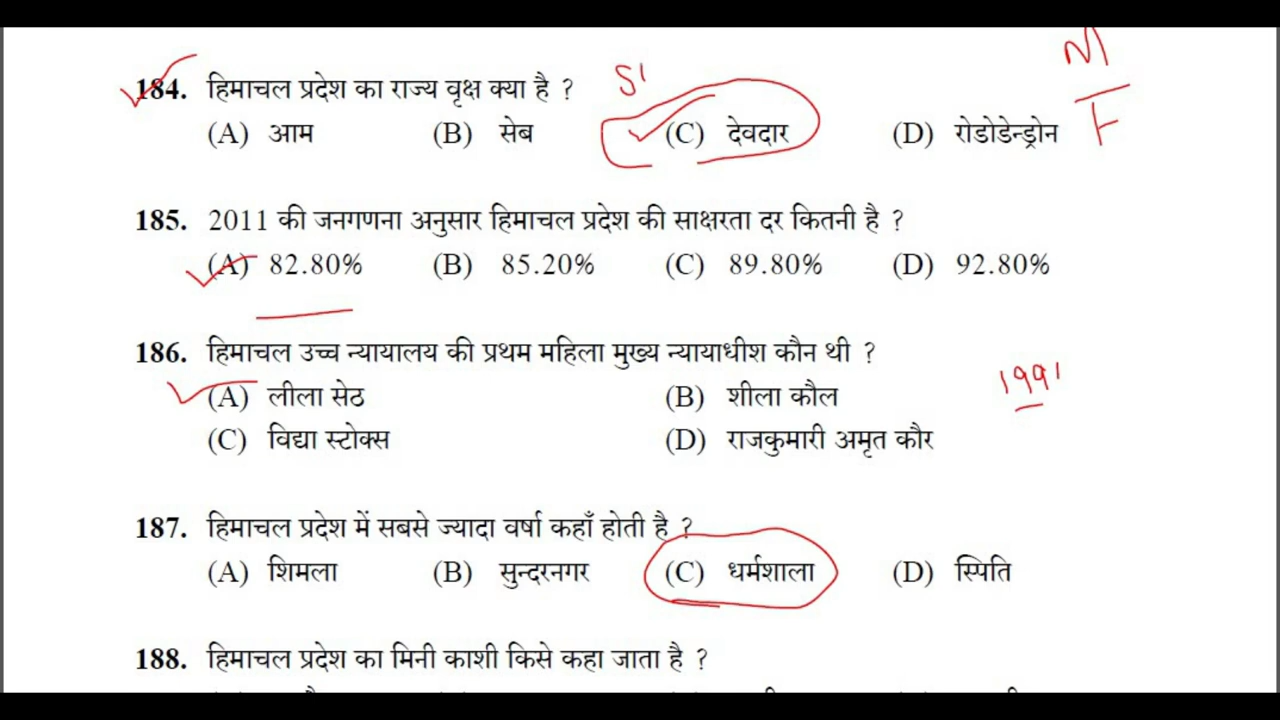 184. हिमाचल प्रदेश का राज्य वृक्ष क्या है ?
(A) आम (B) सेब (C) देवदार (D) रोडोडेन्ड्रोन
185. 2011 की जनगणना अनुसार हिमाचल प्रदेश की साक्षरता दर कितनी है ?
(A) 82.80% (B) 85.20% (C) 89.80% (D) 92.80%
186. हिमाचल उच्च न्यायालय की प्रथम महिला मुख्य न्यायाधीश कौन थी ?
(A) लीला सेठ (B) शीला कौल
1991
(C) विद्या स्टोक्स (D) राजकुमारी अमृत कौर
187. हिमाचल प्रदेश में सबसे ज्यादा वर्षा कहाँ होती है ?
(A) शिमला (B) सुन्दरनगर (C) धर्मशाला (D) स्पिति
188. हिमाचल प्रदेश का मिनी काशी किसे कहा जाता है ?